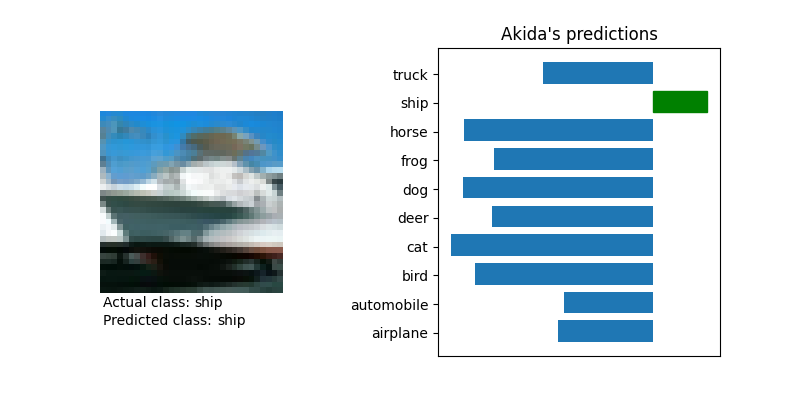 Akida's predictions
truck
ship
horse
frog
dog
deer
cat
bird
automobile
airplane
Actual class: ship
Predicted class: ship